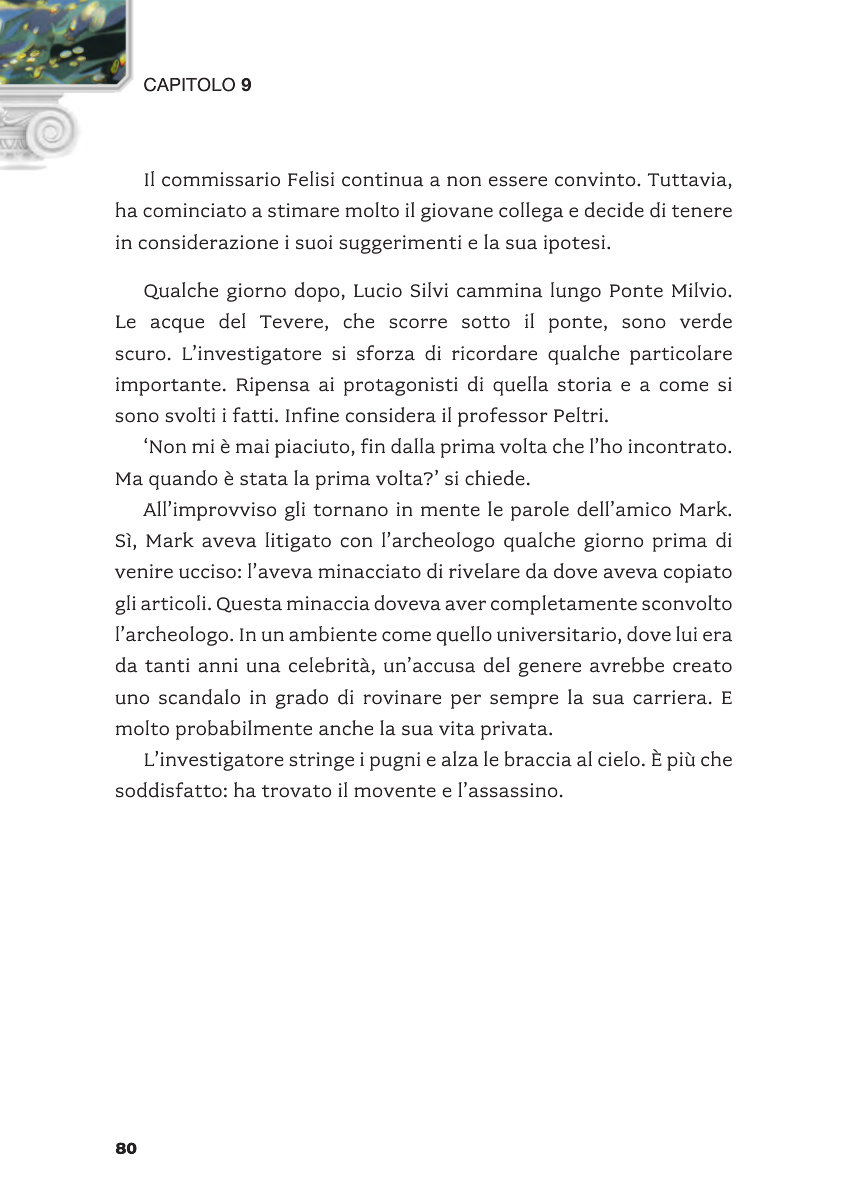 CAPITOLO 9
Il commissario Felisi continua a non essere convinto. Tuttavia,
ha cominciato a stimare molto il giovane collega e decide di tenere
in considerazione i suoi suggerimenti e la sua ipotesi.
Qualche giorno dopo, Lucio Silvi cammina lungo Ponte Milvio.
Le acque del Tevere, che scorre sotto il ponte, sono verde
scuro. L’investigatore si sforza di ricordare qualche particolare
importante. Ripensa ai protagonisti di quella storia e a come si
sono svolti i fatti. Infine considera il professor Peltri.
‘Non mi è mai piaciuto, fin dalla prima volta che l’ho incontrato.
Ma quando è stata la prima volta?’ si chiede.
All’improvviso gli tornano in mente le parole dell’amico Mark.
Sì, Mark aveva litigato con l’archeologo qualche giorno prima di
venire ucciso: l’aveva minacciato di rivelare da dove aveva copiato
gli articoli. Questa minaccia doveva aver completamente sconvolto
l’archeologo. In un ambiente come quello universitario, dove lui era
da tanti anni una celebrità, un’accusa del genere avrebbe creato
uno scandalo in grado di rovinare per sempre la sua carriera. E
molto probabilmente anche la sua vita privata.
L’investigatore stringe i pugni e alza le braccia al cielo. È più che
soddisfatto: ha trovato il movente e l’assassino.
80